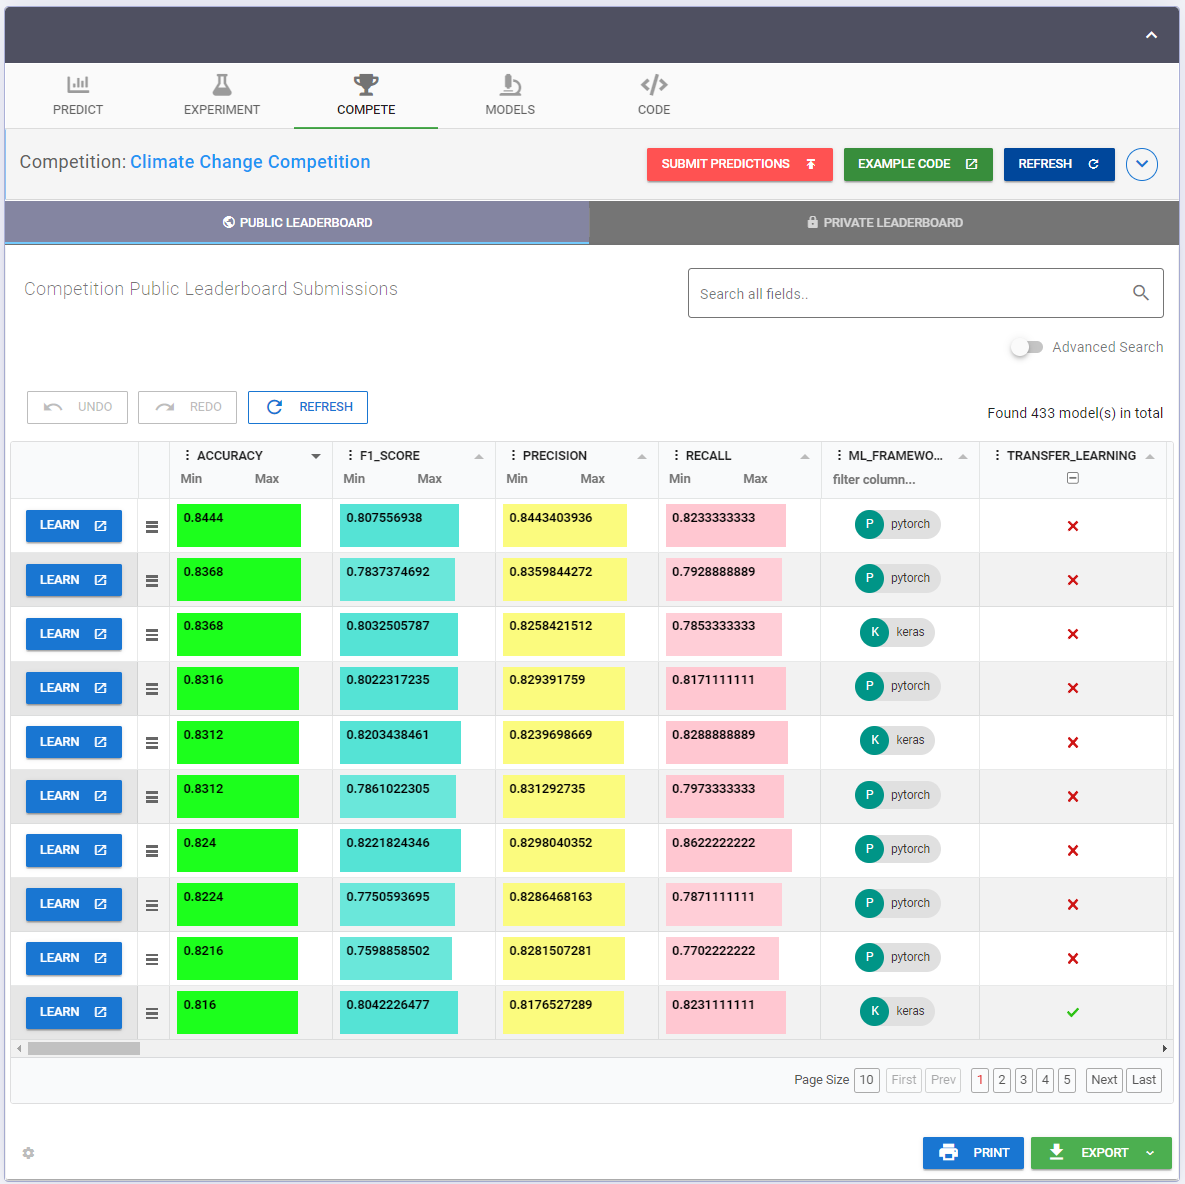 PREDICT EXPERIMENT COMPETE MODELS CODE
Competition: Climate Change Competition SUBMIT PREDICTIONS EXAMPLE CODE REFRESH
PUBLIC LEADERBOARD PRIVATE LEADERBOARD
Competition Public Leaderboard Submissions Search all fields..
Advanced Search
UNDO REDO REFRESH Found 433 model(s) in total
ACCURACY F1_SCORE PRECISION RECALL ML_FRAMEWO... TRANSFER_LEARNING
Min Max Min Max Min Max Min Max filter column...
LEARN 0.8444 0.807556938 0.8443403936 0.8233333333 P pytorch
LEARN 0.8368 0.7837374692 0.8359844272 0.7928888889 P pytorch
LEARN 0.8368 0.8032505787 0.8258421512 0.7853333333 K keras
LEARN 0.8316 0.8022317235 0.829391759 0.8171111111 P pytorch
LEARN 0.8312 0.8203438461 0.8239698669 0.8288888889 K keras
LEARN 0.8312 0.7861022305 0.831292735 0.7973333333 P pytorch
LEARN 0.824 0.8221824346 0.8298040352 0.8622222222 P pytorch
LEARN 0.8224 0.7750593695 0.8286468163 0.7871111111 P pytorch
LEARN 0.8216 0.7598858502 0.8281507281 0.7702222222 P pytorch
LEARN 0.816 0.8042226477 0.8176527289 0.8231111111 K keras
Page Size 10 First Prev 1 2 3 4 5 Next Last
PRINT EXPORT